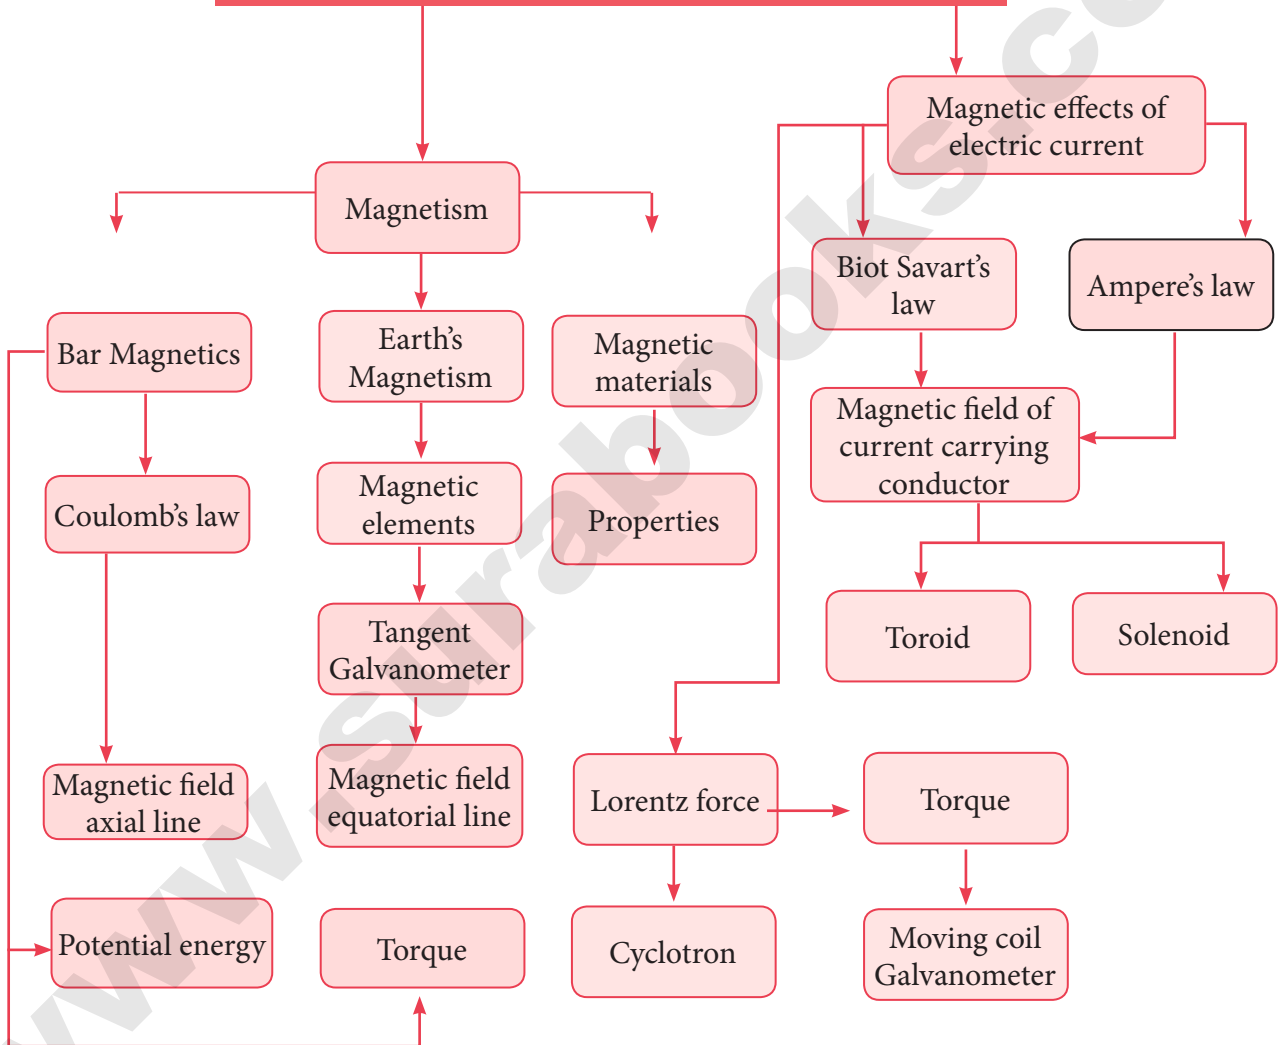 Magnetic effects of
electric current
Magnetism
Biot Savart's
law
Ampere's law
Bar Magnetics
Earth's
Magnetism
Magnetic
materials
Magnetic field of
current carrying
conductor
Coulomb's law
Magnetic
elements
Properties
Tangent
Galvanometer
Toroid
Solenoid
Magnetic field
axial line
Magnetic field
equatorial line
Lorentz force
Torque
Potential energy
Torque
Cyclotron
Moving coil
Galvanometer
www.surabooks.co